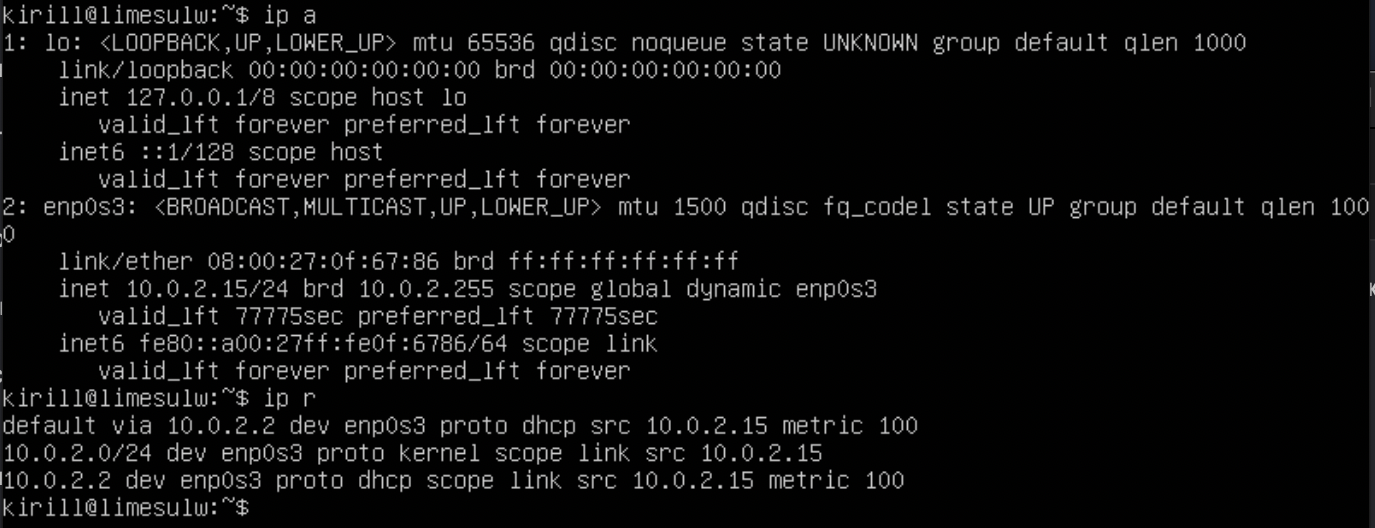 kirill@limesulw:~$ ip a
1: lo: <LOOPBACK,UP,LOWER_UP> mtu 65536 qdisc noqueue state UNKNOWN group default qlen 1000
    link/loopback 00:00:00:00:00:00 brd 00:00:00:00:00:00
    inet 127.0.0.1/8 scope host lo
       valid_lft forever preferred_lft forever
    inet6 ::1/128 scope host
       valid_lft forever preferred_lft forever
2: enp0s3: <BROADCAST,MULTICAST,UP,LOWER_UP> mtu 1500 qdisc fq_codel state UP group default qlen 100
0
    link/ether 08:00:27:0f:67:86 brd ff:ff:ff:ff:ff:ff
    inet 10.0.2.15/24 brd 10.0.2.255 scope global dynamic enp0s3
       valid_lft 77775sec preferred_lft 77775sec
    inet6 fe80::a00:27ff:fe0f:6786/64 scope link
       valid_lft forever preferred_lft forever
kirill@limesulw:~$ ip r
default via 10.0.2.2 dev enp0s3 proto dhcp src 10.0.2.15 metric 100
10.0.2.0/24 dev enp0s3 proto kernel scope link src 10.0.2.15
10.0.2.2 dev enp0s3 proto dhcp scope link src 10.0.2.15 metric 100
kirill@limesulw:~$